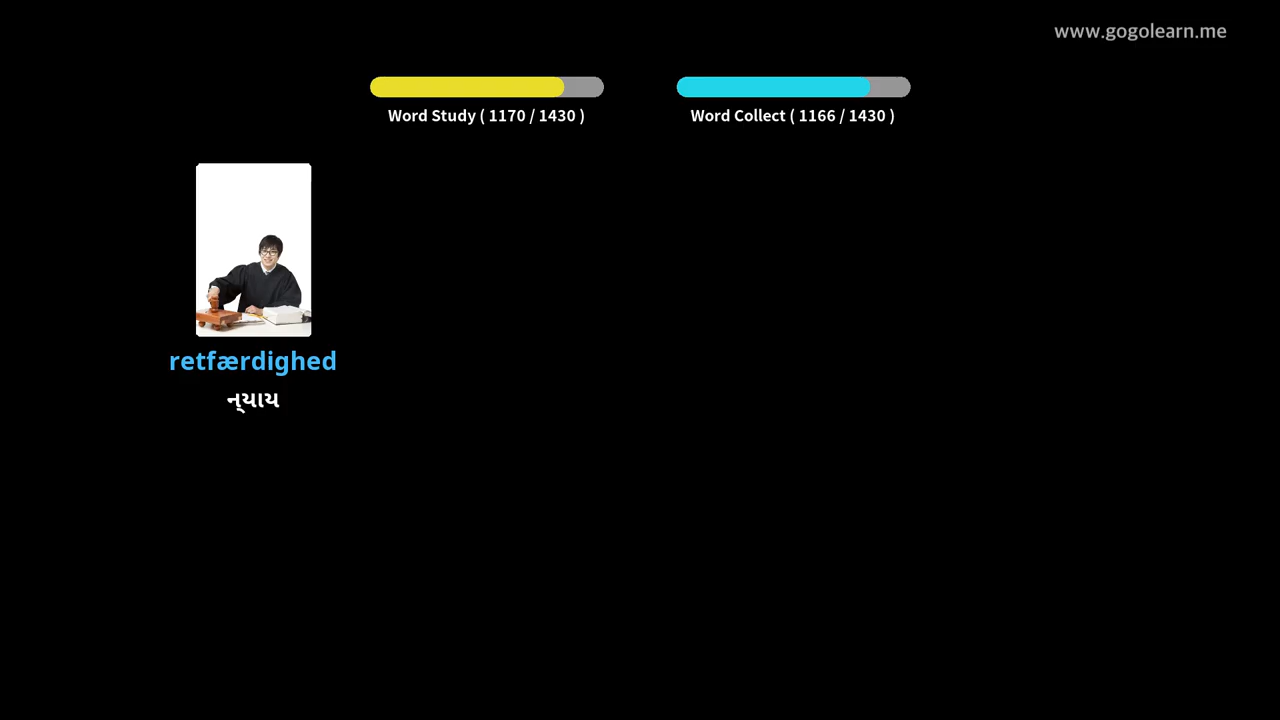 www.gogolearn.me
Word Study ( 1170 / 1430 )
Word Collect ( 1166 / 1430 )
retfærdighed
ન્યાય